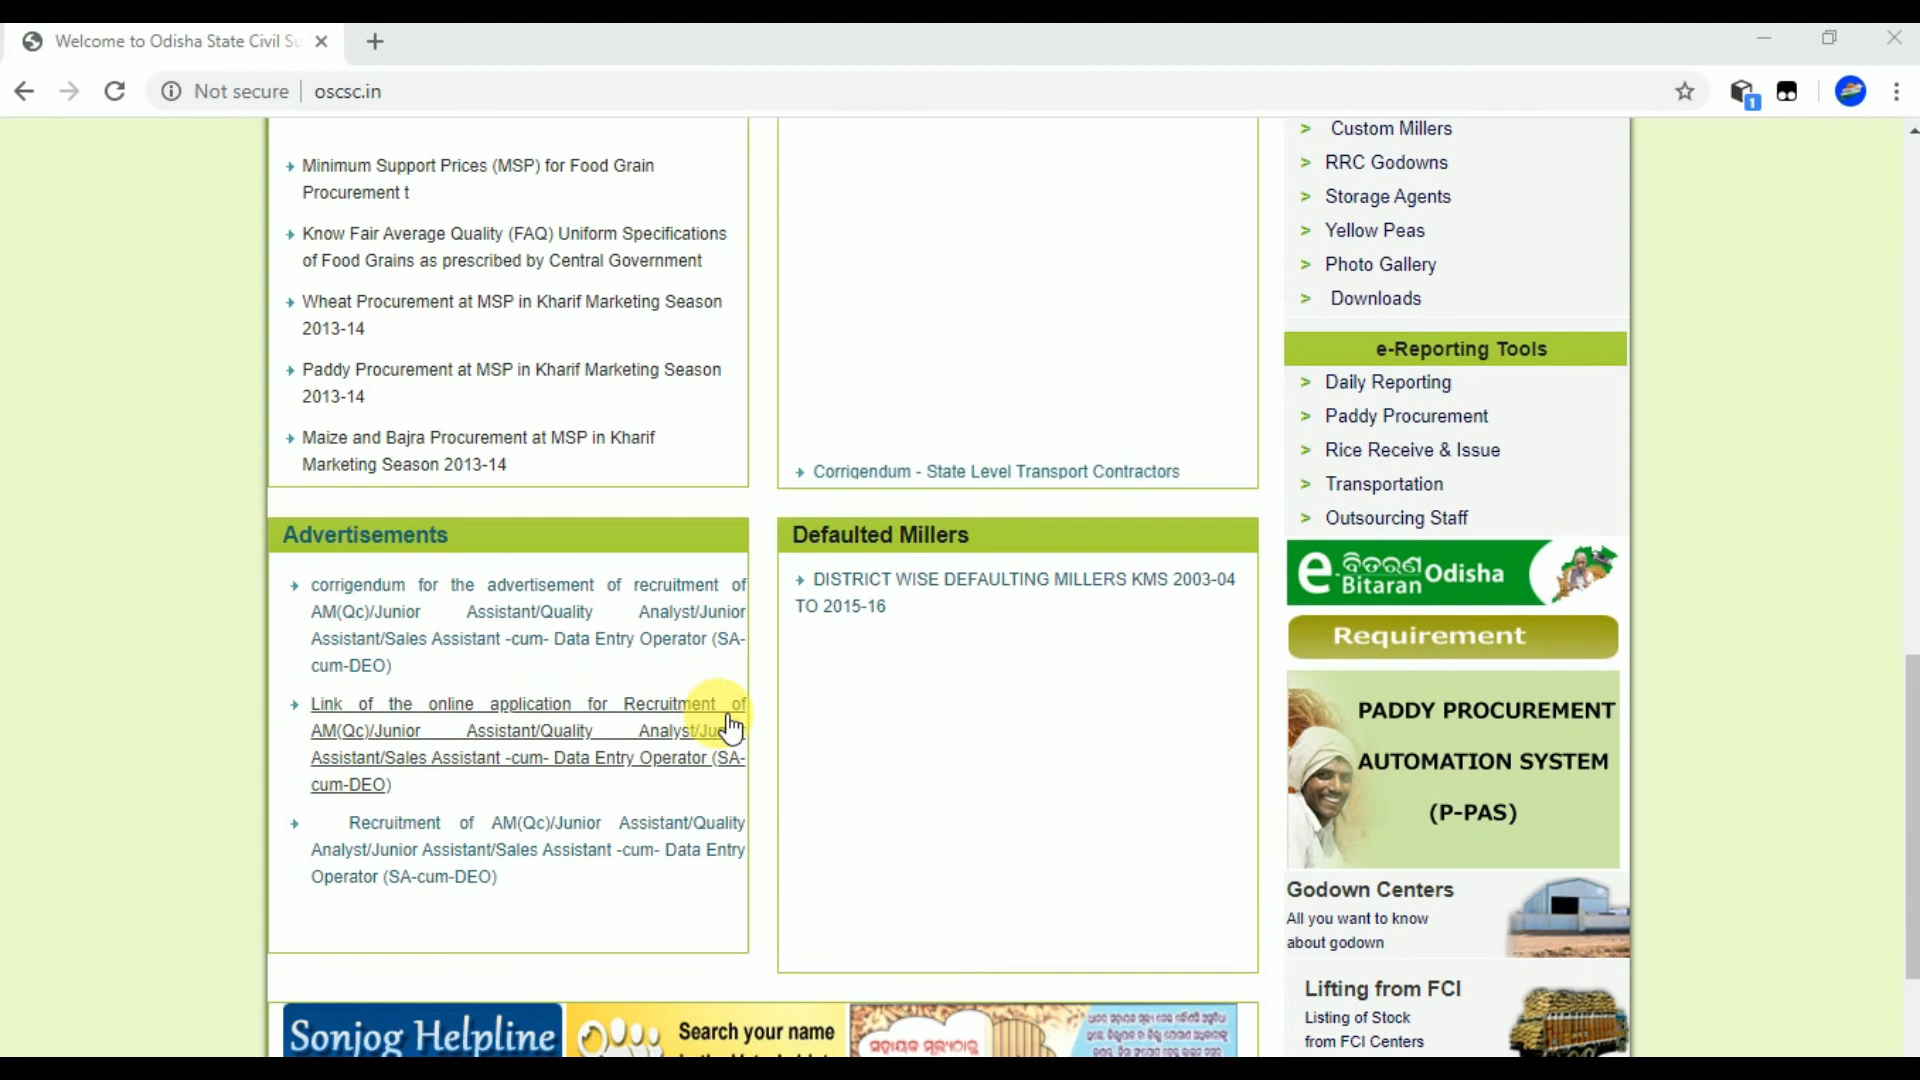 Welcome to Odisha State Civil Su
Not secure
oscsc.in
1
Minimum Support Prices (MSP) for Food Grain
Procurement t
Know Fair Average Quality (FAQ) Uniform Specifications
of Food Grains as prescribed by Central Government
Wheat Procurement at MSP in Kharif Marketing Season
2013-14
Paddy Procurement at MSP in Kharif Marketing Season
2013-14
Maize and Bajra Procurement at MSP in Kharif
Marketing Season 2013-14
Corrigendum - State Level Transport Contractors
Advertisements
corrigendum for the advertisement of recruitment of
AM(Qc)/Junior Assistant/Quality Analyst/Junior
Assistant/Sales Assistant -cum- Data Entry Operator (SA-
cum-DEO)
Link of the online application for Recruitment of
AM(Qc)/Junior Assistant/Quality Analyst/Junior
Assistant/Sales Assistant -cum- Data Entry Operator (SA-
cum-DEO)
Recruitment of AM(Qc)/Junior Assistant/Quality
Analyst/Junior Assistant/Sales Assistant -cum- Data Entry
Operator (SA-cum-DEO)
Defaulted Millers
DISTRICT WISE DEFAULTING MILLERS KMS 2003-04
TO 2015-16
Custom Millers
RRC Godowns
Storage Agents
Yellow Peas
Photo Gallery
Downloads
e-Reporting Tools
Daily Reporting
Paddy Procurement
Rice Receive & Issue
Transportation
Outsourcing Staff
e-ବିତରଣ Odisha
Bitaran
Requirement
PADDY PROCUREMENT
AUTOMATION SYSTEM
(P-PAS)
Godown Centers
All you want to know
about godown
Lifting from FCI
Listing of Stock
from FCI Centers
Sonjog Helpline
Search your name